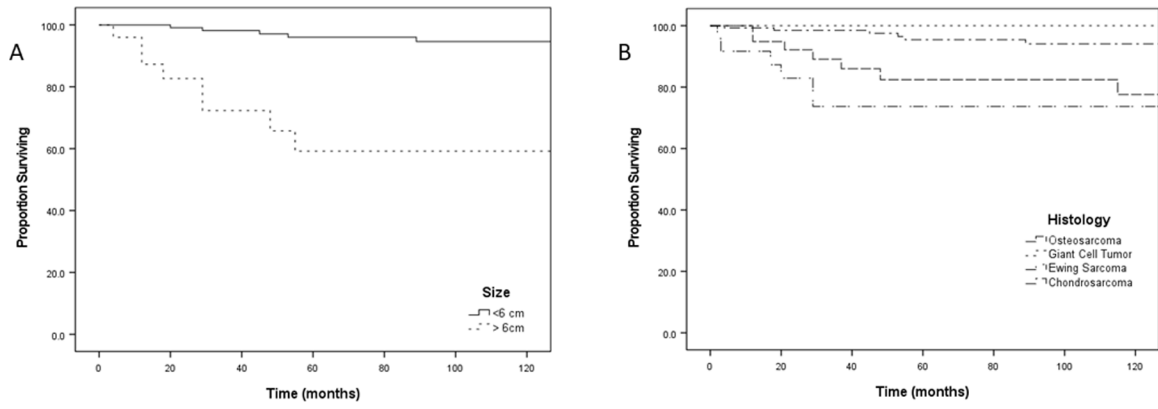 A
Proportion Surviving
100.0
80.0
60.0
40.0
20.0
0.0
Size
<6 cm
> 6cm
0 20 40 60 80 100 120
Time (months)
B
Proportion Surviving
100.0
80.0
60.0
40.0
20.0
0.0
Histology
Osteosarcoma
Giant Cell Tumor
Ewing Sarcoma
Chondrosarcoma
0 20 40 60 80 100 120
Time (months)